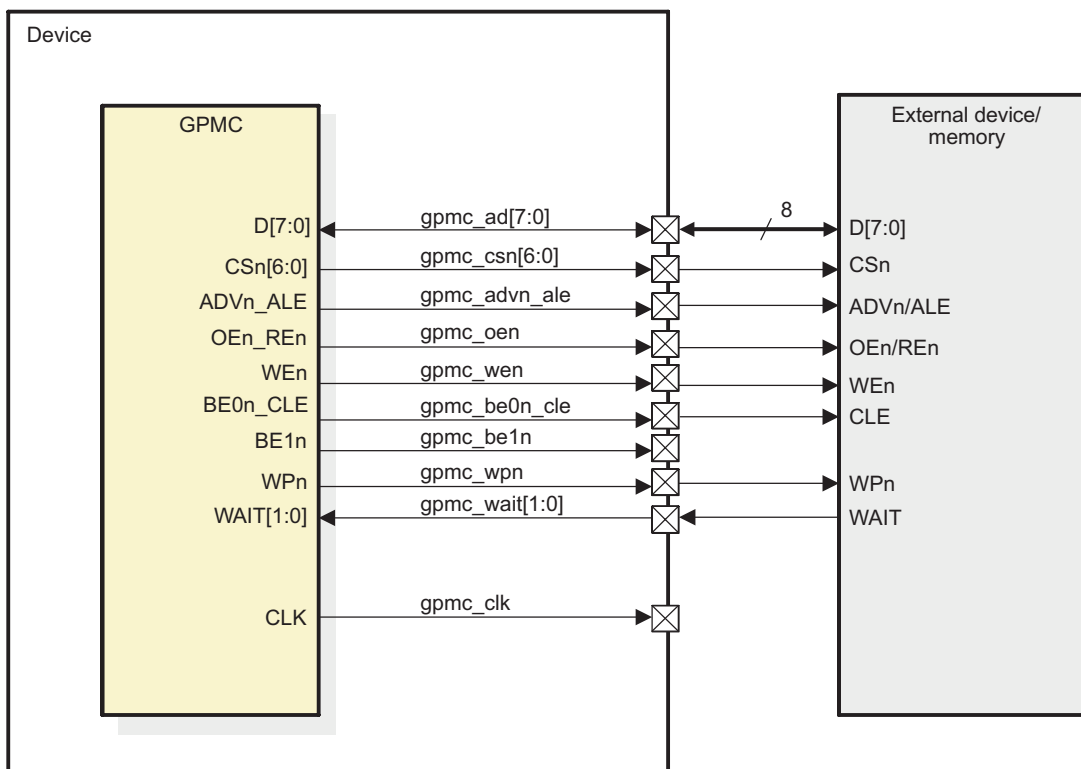 Device
GPMC
External device/
memory
D[7:0] gpmc_ad[7:0] 8 D[7:0]
CSn[6:0] gpmc_csn[6:0] CSn
ADVn_ALE gpmc_advn_ale ADVn/ALE
OEn_REn gpmc_oen OEn/REn
WEn gpmc_wen WEn
BE0n_CLE gpmc_be0n_cle CLE
BE1n gpmc_be1n
WPn gpmc_wpn WPn
WAIT[1:0] gpmc_wait[1:0] WAIT
CLK gpmc_clk